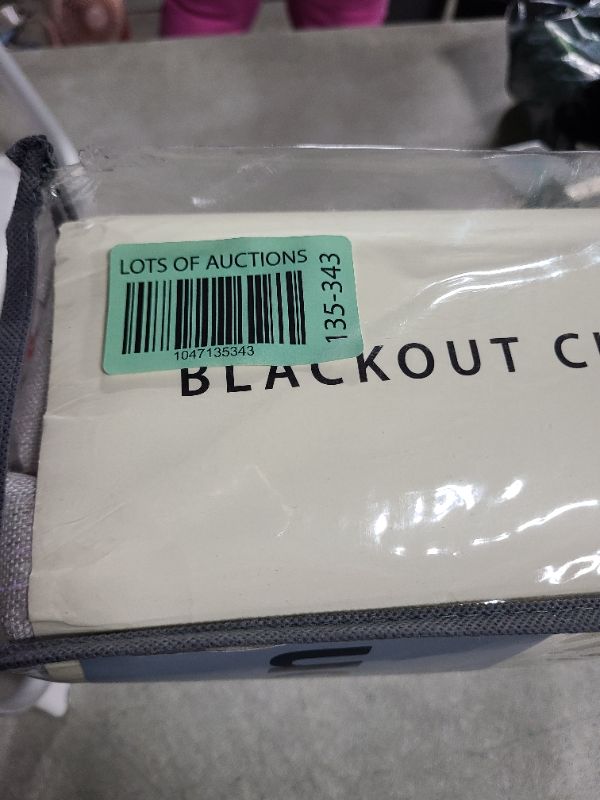 LOTS OF AUCTIONS
1047135343
135-343
BLACKOUT